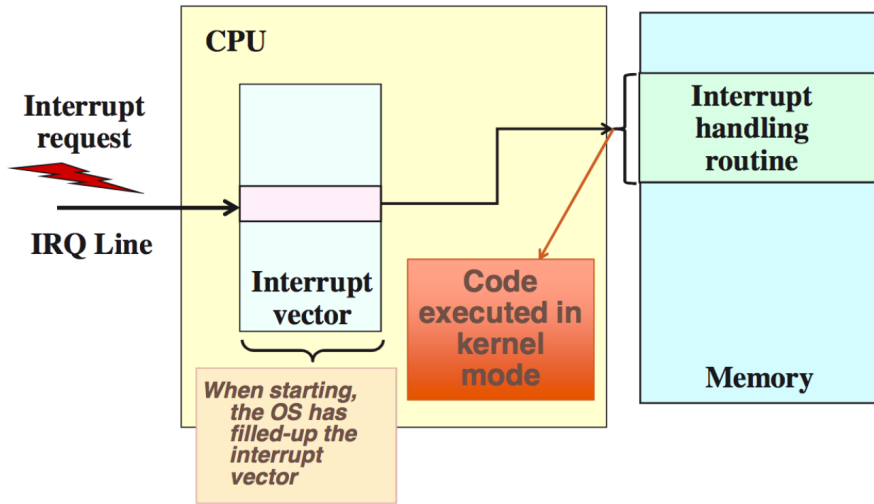 CPU
Interrupt
request
IRQ Line
Interrupt
vector
When starting,
the OS has
filled-up the
interrupt
vector
Code
executed in
kernel
mode
Interrupt
handling
routine
Memory